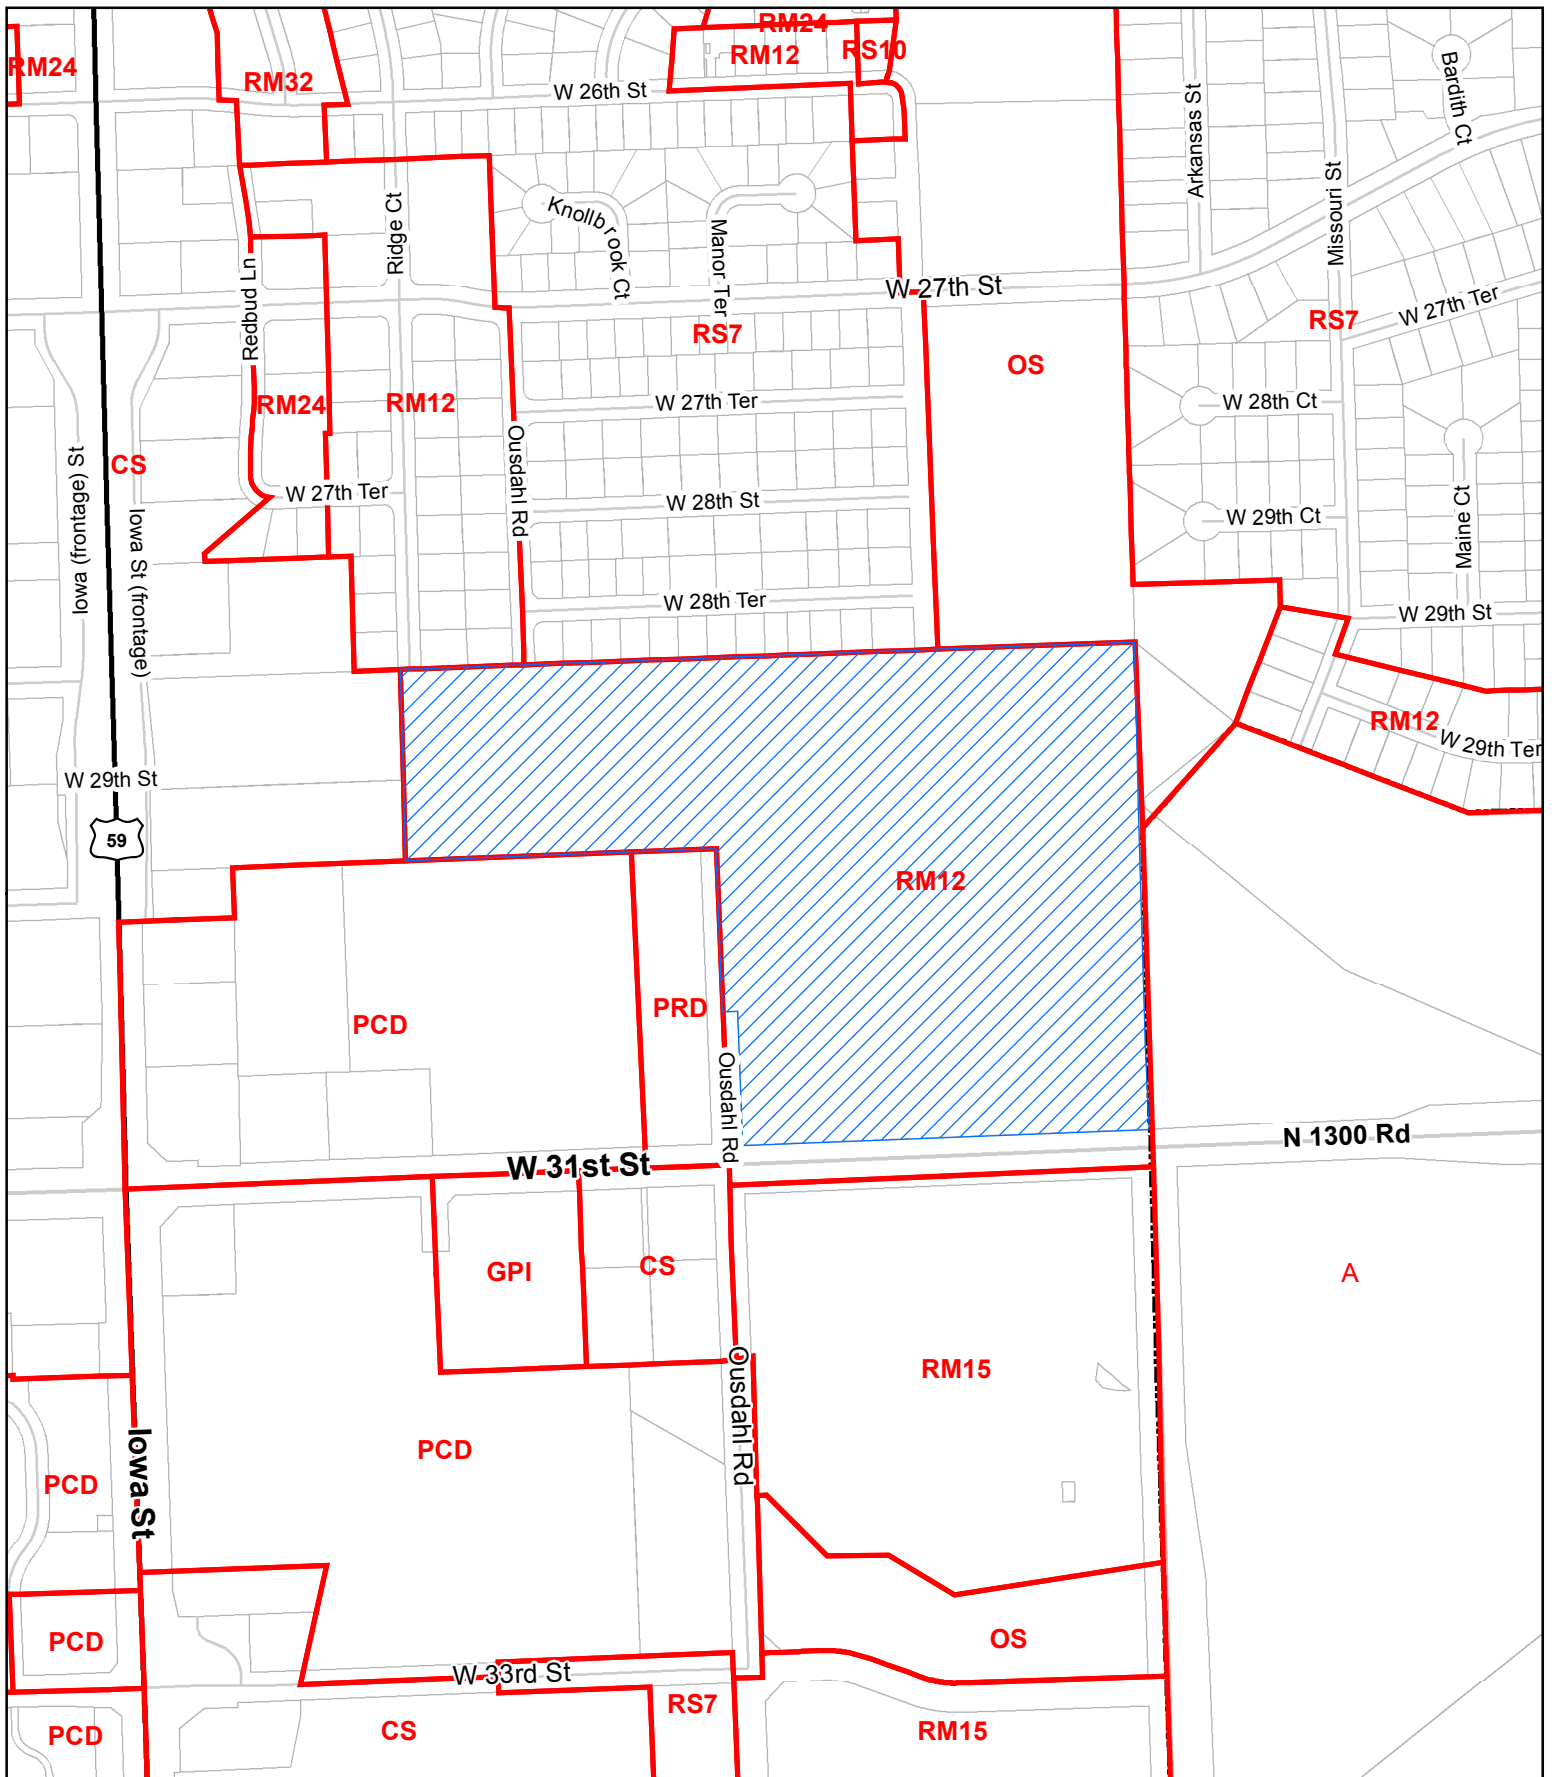 RM24
RM24
RM12
RS10
RM32
W 26th St
Bardith Ct
Arkansas St
Missouri St
Knollbrook Ct
Manor Ter
Ridge Ct
Redbud Ln
W 27th St
W 27th Ter
RS7
RS7
OS
RM24
RM12
W 27th Ter
W 28th Ct
CS
Ousdahl Rd
Iowa (frontage) St
Iowa St (frontage)
W 27th Ter
W 28th St
W 29th Ct
Maine Ct
W 28th Ter
W 29th St
RM12
W 29th Ter
W 29th St
59
RM12
PRD
PCD
Ousdahl Rd
N 1300 Rd
W 31st St
GPI
CS
A
RM15
Ousdahl Rd
PCD
Iowa St
PCD
PCD
OS
W 33rd St
RS7
PCD
CS
RM15